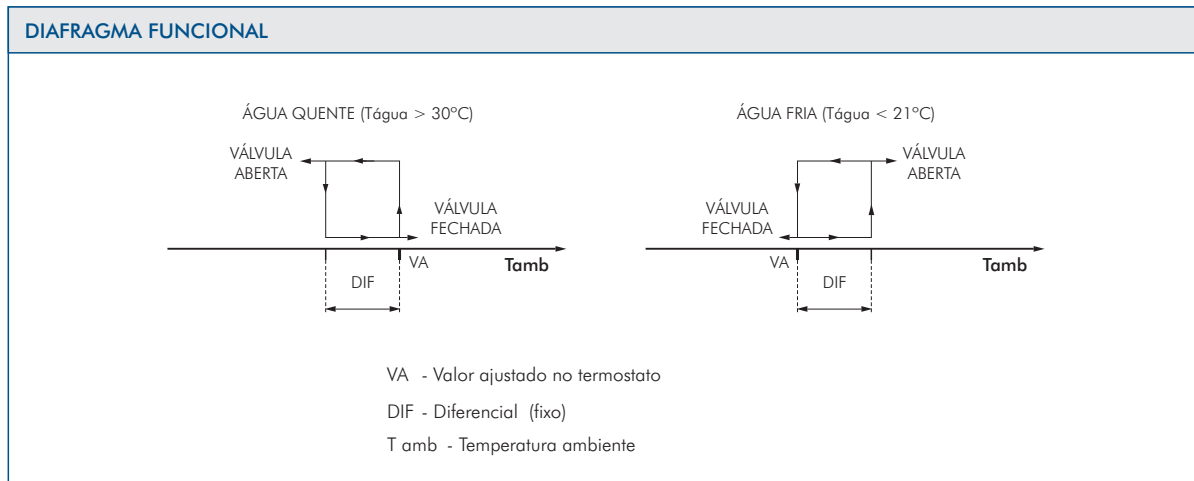 DIAFRAGMA FUNCIONAL
ÁGUA QUENTE (Tágua > 30ºC)
VÁLVULA
ABERTA
VÁLVULA
FECHADA
VA
Tamb
DIF
ÁGUA FRIA (Tágua < 21ºC)
VÁLVULA
ABERTA
VÁLVULA
FECHADA
VA
Tamb
DIF
VA - Valor ajustado no termostato
DIF - Diferencial (fixo)
T amb - Temperatura ambiente